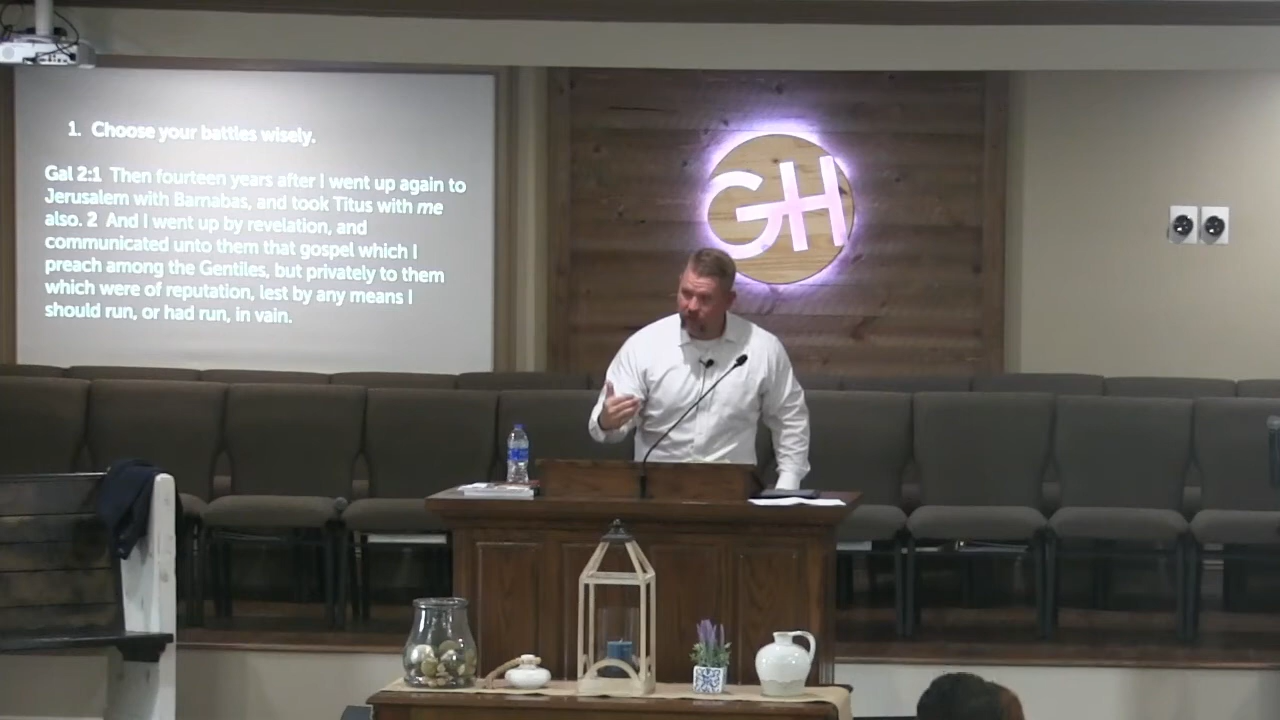 1. Choose your battles wisely.
Gal 2:1 Then fourteen years after I went up again to
Jerusalem with Barnabas, and took Titus with me
also. 2 And I went up by revelation, and
communicated unto them that gospel which I
preach among the Gentiles, but privately to them
which were of reputation, lest by any means I
should run, or had run, in vain.
GH